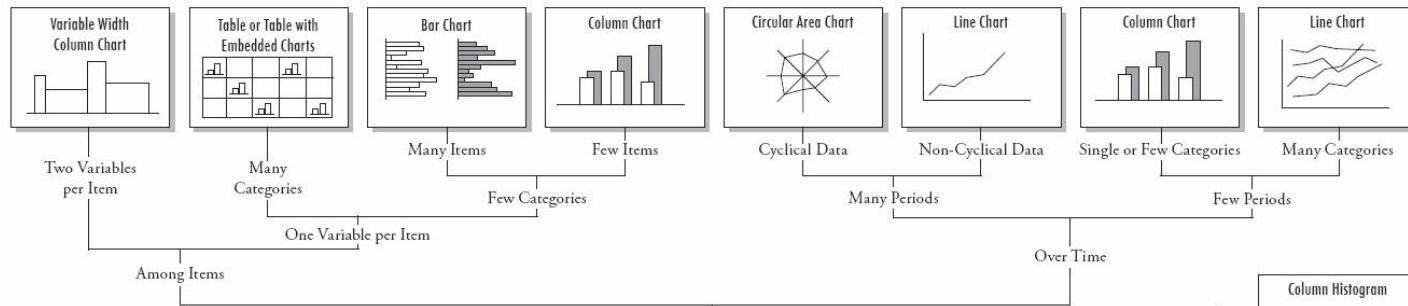 Variable Width
Column Chart
Table or Table with
Embedded Charts
Bar Chart
Column Chart
Circular Area Chart
Line Chart
Column Chart
Line Chart
Two Variables
per Item
Many
Categories
Many Items
Few Items
Cyclical Data
Non-Cyclical Data
Single or Few Categories
Many Categories
Few Categories
Many Periods
Few Periods
One Variable per Item
Among Items
Over Time
Column Histogram